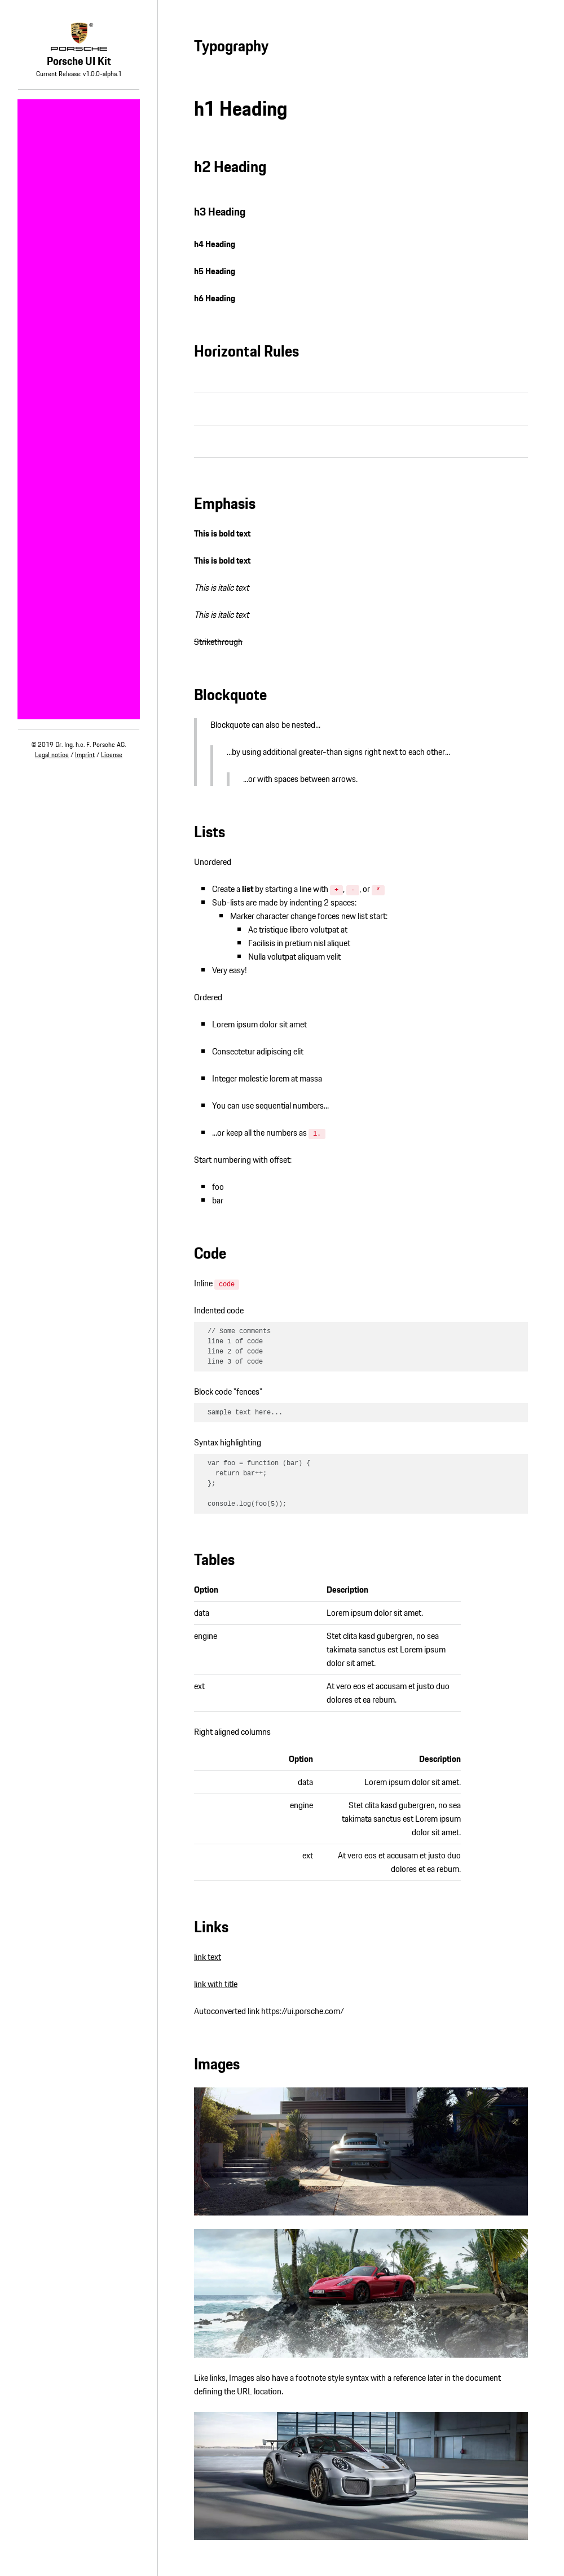 PORSCHE
Porsche UI Kit
Current Release: v1.0.0-alpha.1
© 2019 Dr. Ing. h.c. F. Porsche AG.
Legal notice / Imprint / License
Typography
h1 Heading
h2 Heading
h3 Heading
h4 Heading
h5 Heading
h6 Heading
Horizontal Rules
Emphasis
This is bold text
This is bold text
This is italic text
This is italic text
Strikethrough
Blockquote
Blockquote can also be nested...
...by using additional greater-than signs right next to each other...
...or with spaces between arrows.
Lists
Unordered
Create a list by starting a line with + , - , or *
Sub-lists are made by indenting 2 spaces:
Marker character change forces new list start:
Ac tristique libero volutpat at
Facilisis in pretium nisl aliquet
Nulla volutpat aliquam velit
Very easy!
Ordered
Lorem ipsum dolor sit amet
Consectetur adipiscing elit
Integer molestie lorem at massa
You can use sequential numbers...
...or keep all the numbers as 1.
Start numbering with offset:
foo
bar
Code
Inline code
Indented code
// Some comments
line 1 of code
line 2 of code
line 3 of code
Block code "fences"
Sample text here...
Syntax highlighting
var foo = function (bar) {
return bar++;
};
console.log(foo(5));
Tables
Option Description
data Lorem ipsum dolor sit amet.
engine Stet clita kasd gubergren, no sea
takimata sanctus est Lorem ipsum
dolor sit amet.
ext At vero eos et accusam et justo duo
dolores et ea rebum.
Right aligned columns
Option Description
data Lorem ipsum dolor sit amet.
engine Stet clita kasd gubergren, no sea
takimata sanctus est Lorem ipsum
dolor sit amet.
ext At vero eos et accusam et justo duo
dolores et ea rebum.
Links
link text
link with title
Autoconverted link https://ui.porsche.com/
Images
Like links, Images also have a footnote style syntax with a reference later in the document
defining the URL location.